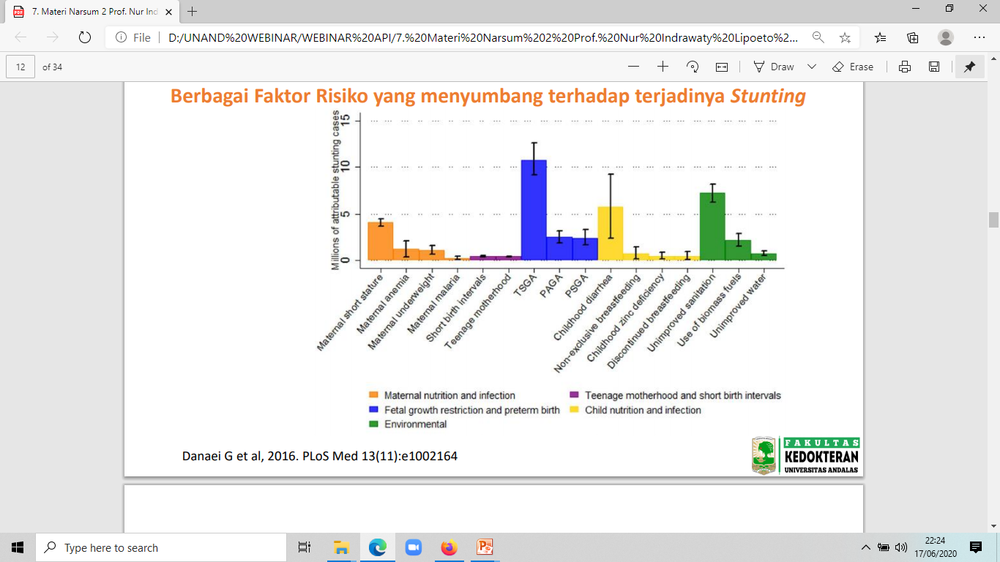 7. Materi Narsum 2 Prof. Nur Ind
File
D:/UNAND%20WEBINAR/WEBINAR%20API/7.%20Materi%20Narsum%202%20Prof.%20Nur%20Indrawaty%20Lipoeto%2...
12 of 34
Draw
Erase
Berbagai Faktor Risiko yang menyumbang terhadap terjadinya Stunting
Millions of attributable stunting cases
15
10
5
0
Maternal short stature
Maternal anemia
Maternal underweight
Maternal malaria
Short birth intervals
Teenage motherhood
TSGA
PAGA
PSGA
Childhood diarrhea
Non-exclusive breastfeeding
Childhood zinc deficiency
Discontinued breastfeeding
Unimproved sanitation
Use of biomass fuels
Unimproved water
Maternal nutrition and infection
Teenage motherhood and short birth intervals
Fetal growth restriction and preterm birth
Child nutrition and infection
Environmental
Danaei G et al, 2016. PLoS Med 13(11):e1002164
FAKULTAS
KEDOKTERAN
UNIVERSITAS ANDALAS
Type here to search
22:24
17/06/2020